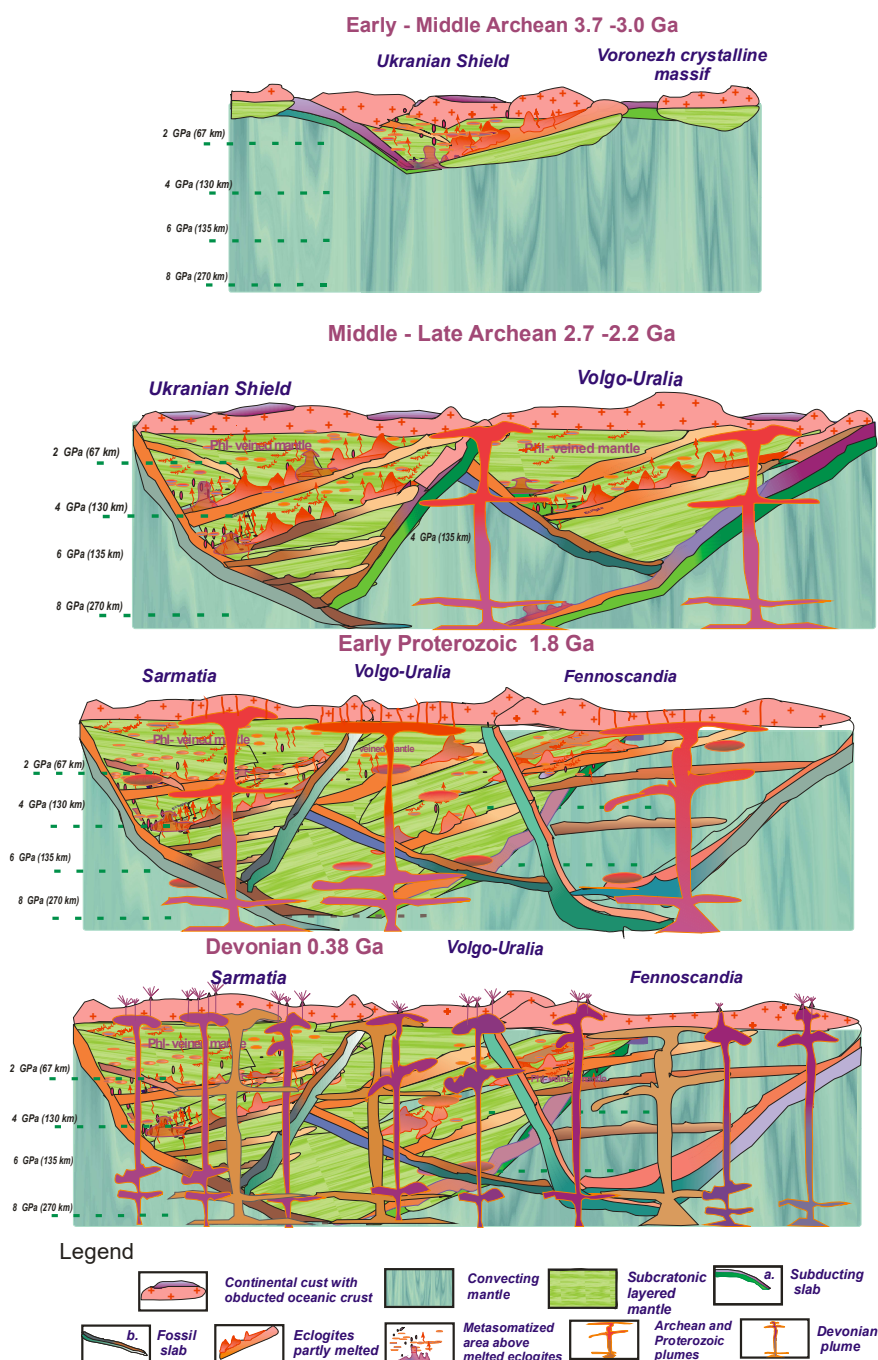 Early - Middle Archean 3.7 -3.0 Ga
Ukranian Shield
Voronezh crystalline
massif
2 GPa (67 km)
4 GPa (130 km)
6 GPa (135 km)
8 GPa (270 km)
Middle - Late Archean 2.7 -2.2 Ga
Ukranian Shield
Volgo-Uralia
Phl- veined mantle
Phl- veined mantle
2 GPa (67 km)
4 GPa (130 km)
4 GPa (135 km)
6 GPa (135 km)
8 GPa (270 km)
Early Proterozoic 1.8 Ga
Sarmatia
Volgo-Uralia
Fennoscandia
Phl- veined mantle
veined mantle
2 GPa (67 km)
4 GPa (130 km)
6 GPa (135 km)
8 GPa (270 km)
Devonian 0.38 Ga
Volgo-Uralia
Sarmatia
Fennoscandia
Phl- veined mantle
2 GPa (67 km)
4 GPa (130 km)
6 GPa (135 km)
8 GPa (270 km)
Legend
Continental cust with
obducted oceanic crust
Convecting
mantle
Subcratonic
layered
mantle
a.
Subducting
slab
b.
Fossil
slab
Eclogites
partly melted
Metasomatized
area above
melted eclogites
Archean and
Proterozoic
plumes
Devonian
plume